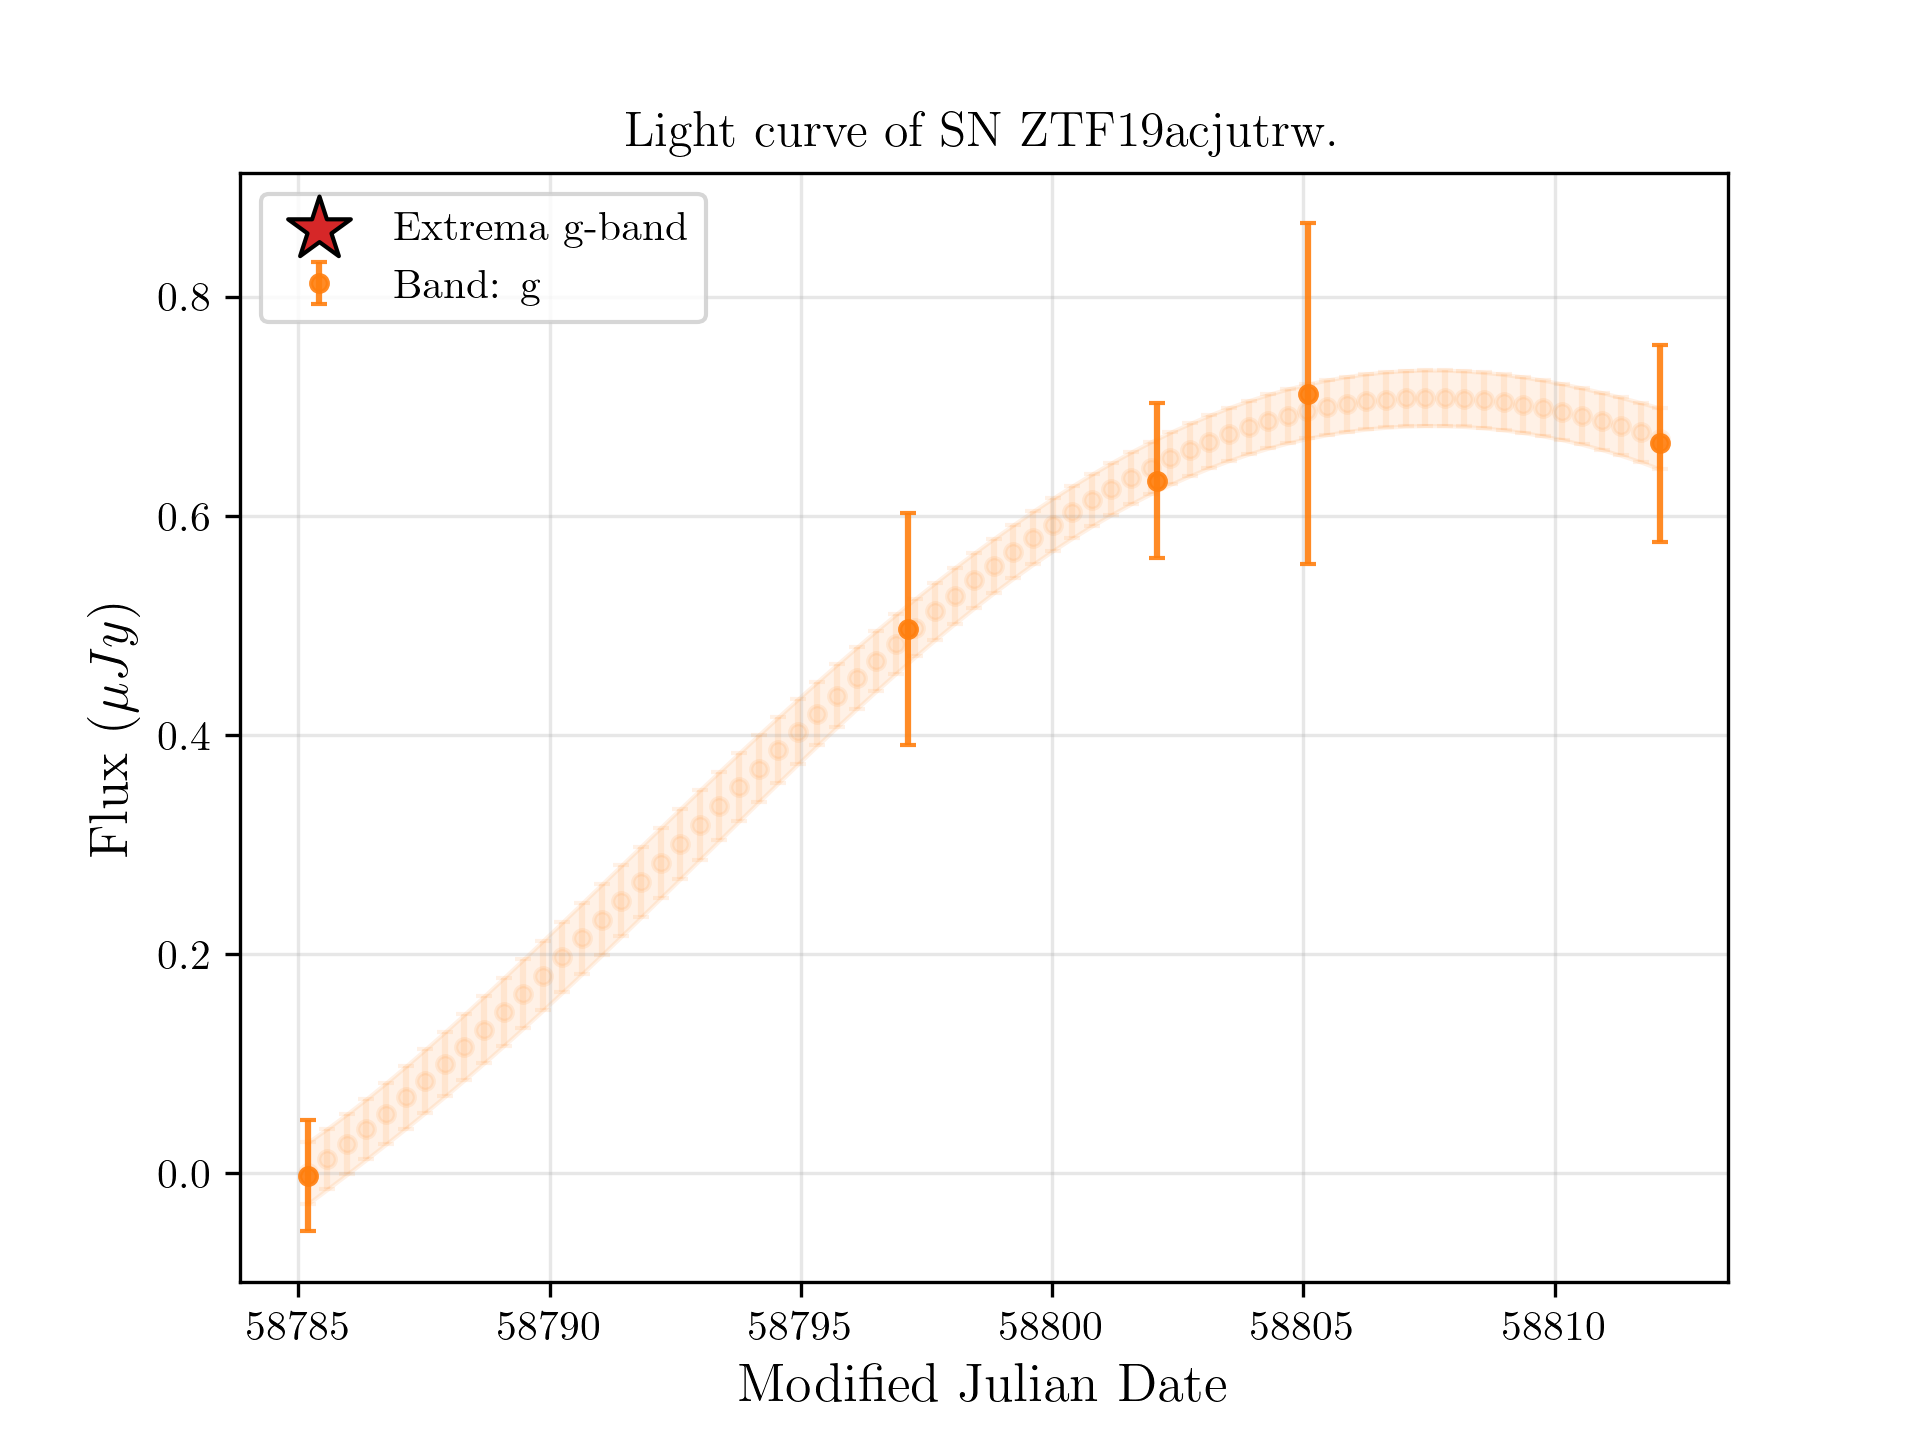 Light curve of SN ZTF19acjutrw.
Extrema g-band
Band: g
0.8
0.6
0.4
0.2
0.0
Flux (μJy)
58785 58790 58795 58800 58805 58810
Modified Julian Date